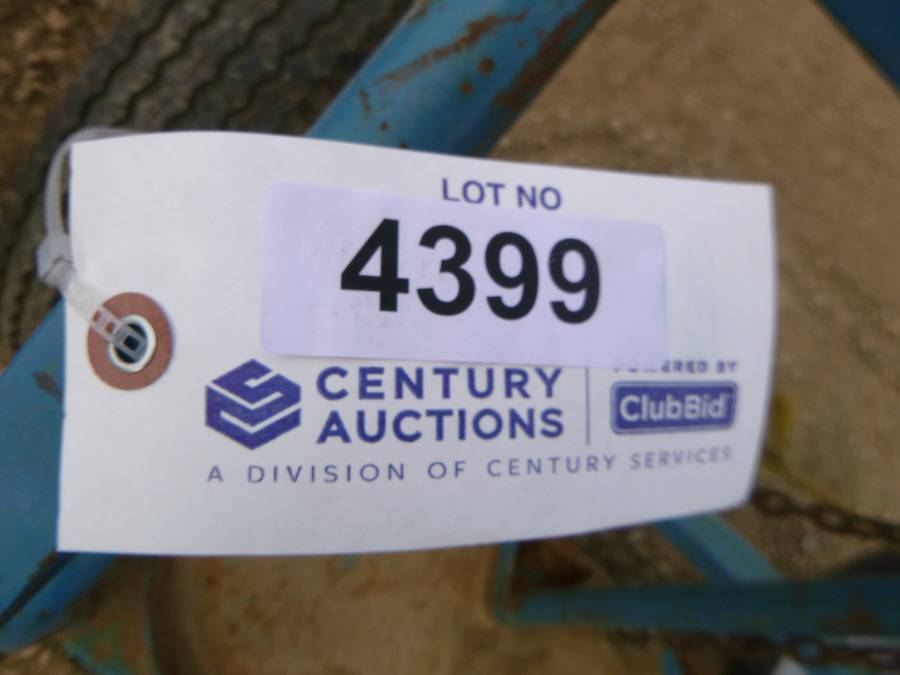 LOT NO
4399
CENTURY
AUCTIONS
POWERED BY
ClubBid
A DIVISION OF CENTURY SERVICES